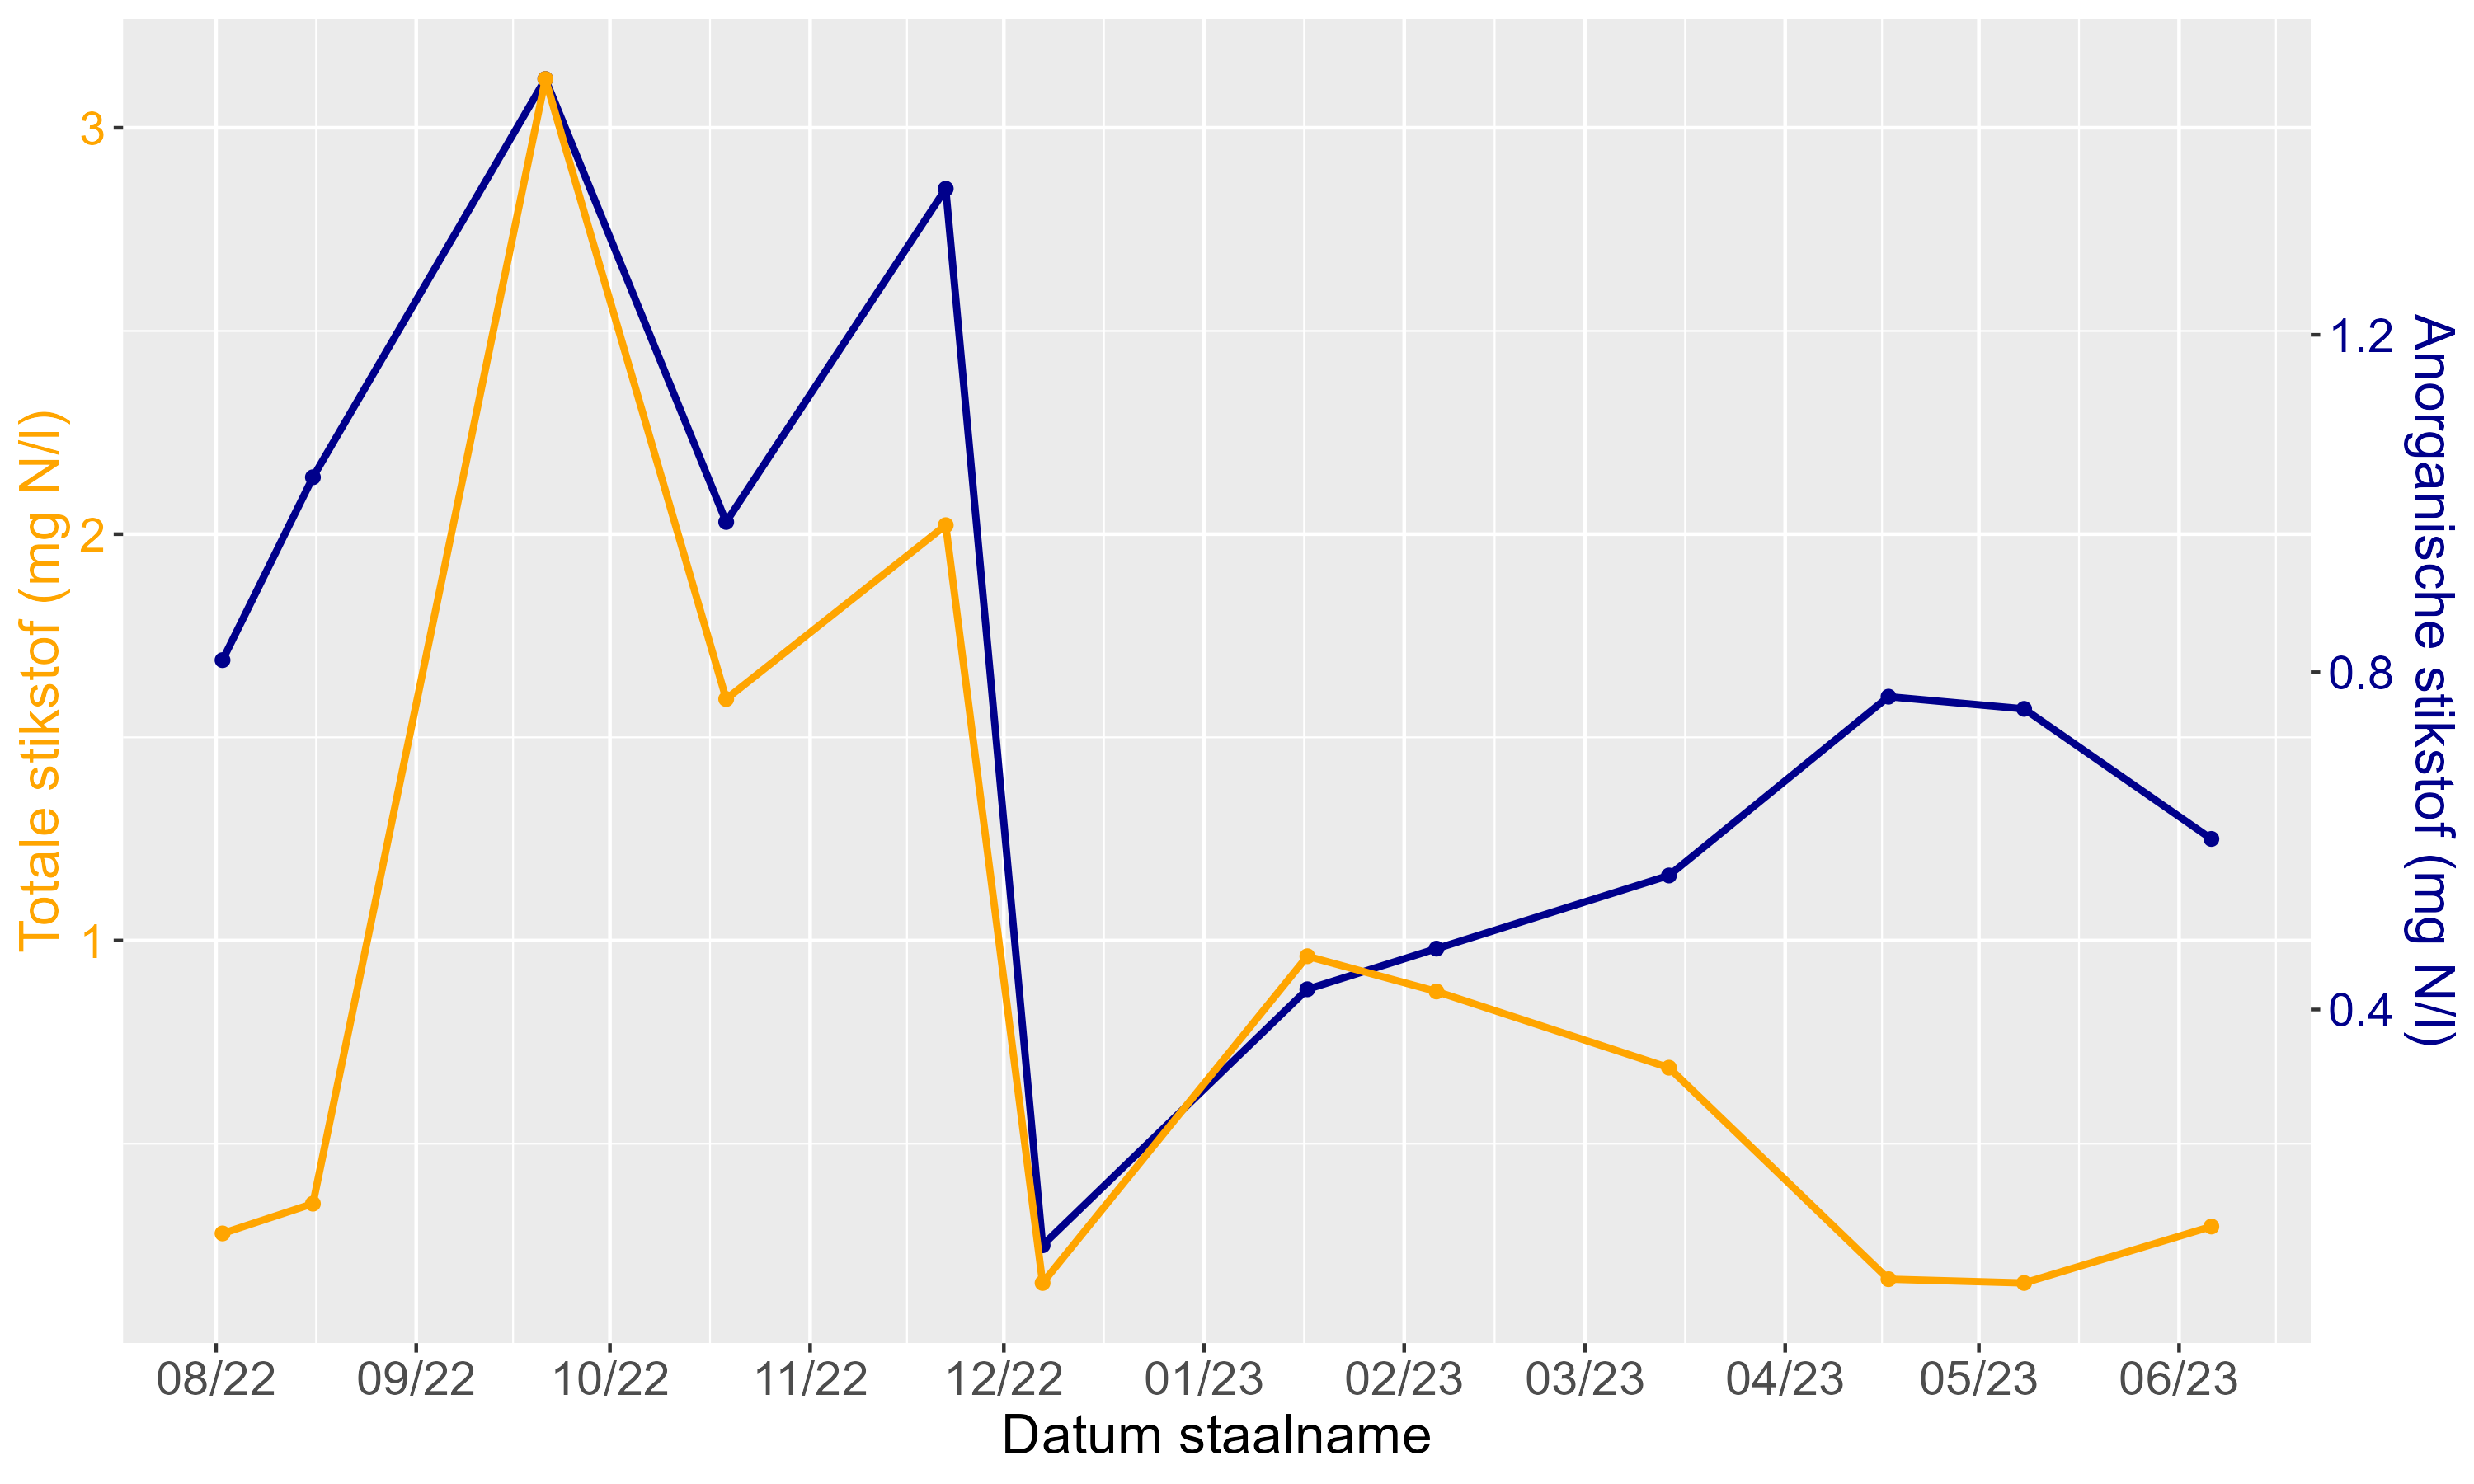 Totale stikstof (mg N/l)
3
2
1
1.2
0.8
0.4
Anorganische stikstof (mg N/l)
08/22 09/22 10/22 11/22 12/22 01/23 02/23 03/23 04/23 05/23 06/23
Datum staalname